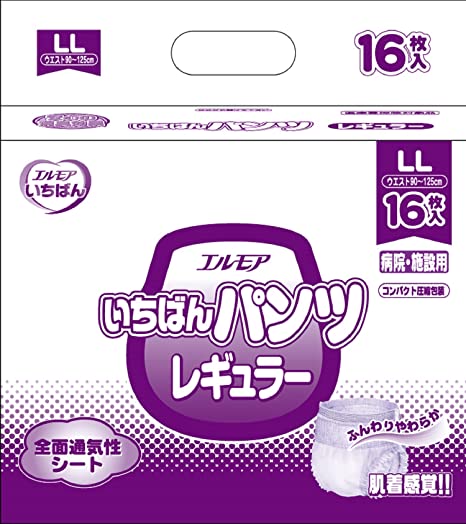 LL
ウエスト90〜125cm
16枚入
いちばんパンツ
レギュラー
エルモア
いちばん
LL
ウエスト90〜125cm
16枚入
病院・施設用
コンパクト圧縮包装
エルモア
いちばんパンツ
レギュラー
全面通気性
シート
ふんわりやわらか
肌着感覚!!